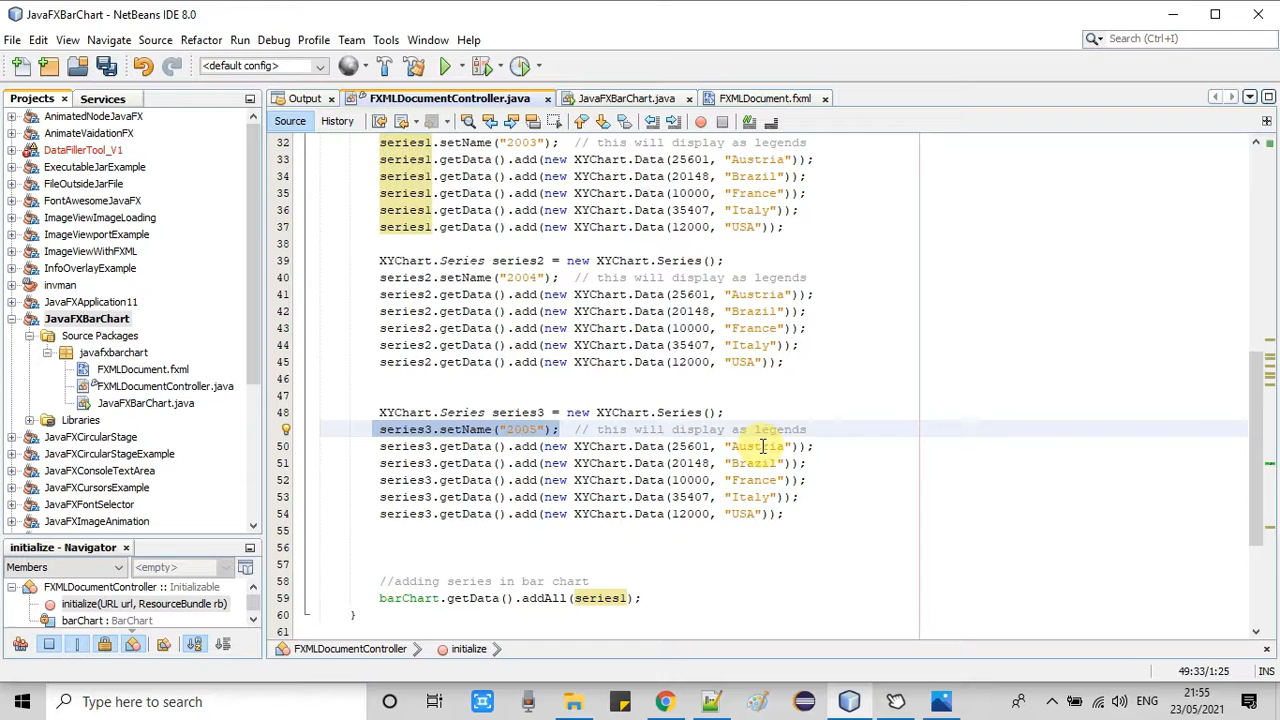 JavaFXBarChart - NetBeans IDE 8.0
File Edit View Navigate Source Refactor Run Debug Profile Team Tools Window Help
Search (Ctrl+I)
<default config>
Projects
Services
Output
FXMLDocumentController.java
JavaFXBarChart.java
FXMLDocument.fxml
Source
History
AnimatedNodeJavaFX
AnimateVaidationFX
DataFillerTool_V1
ExecutableJarExample
FileOutsideJarFile
FontAwesomeJavaFX
ImageViewImageLoading
ImageViewportExample
ImageViewWithFXML
InfoOverlayExample
invman
JavaFXApplication11
JavaFXBarChart
Source Packages
javafxbarchart
FXMLDocument.fxml
FXMLDocumentController.java
JavaFXBarChart.java
Libraries
JavaFXCircularStage
JavaFXCircularStageExample
JavaFXConsoleTextArea
JavaFXCursorsExample
JavaFXFontSelector
JavaFXImageAnimation
32 series1.setName("2003"); // this will display as legends
33 series1.getData().add(new XYChart.Data(25601, "Austria"));
34 series1.getData().add(new XYChart.Data(20148, "Brazil"));
35 series1.getData().add(new XYChart.Data(10000, "France"));
36 series1.getData().add(new XYChart.Data(35407, "Italy"));
37 series1.getData().add(new XYChart.Data(12000, "USA"));
38
39 XYChart.Series series2 = new XYChart.Series();
40 series2.setName("2004"); // this will display as legends
41 series2.getData().add(new XYChart.Data(25601, "Austria"));
42 series2.getData().add(new XYChart.Data(20148, "Brazil"));
43 series2.getData().add(new XYChart.Data(10000, "France"));
44 series2.getData().add(new XYChart.Data(35407, "Italy"));
45 series2.getData().add(new XYChart.Data(12000, "USA"));
46
47
48 XYChart.Series series3 = new XYChart.Series();
series3.setName("2005"); // this will display as legends
50 series3.getData().add(new XYChart.Data(25601, "Austria"));
51 series3.getData().add(new XYChart.Data(20148, "Brazil"));
52 series3.getData().add(new XYChart.Data(10000, "France"));
53 series3.getData().add(new XYChart.Data(35407, "Italy"));
54 series3.getData().add(new XYChart.Data(12000, "USA"));
55
56
57
58 //adding series in bar chart
59 barChart.getData().addAll(series1);
60 }
61
initialize - Navigator
Members
<empty>
FXMLDocumentController :: Initializable
initialize(URL url, ResourceBundle rb)
barChart : BarChart
FXMLDocumentController
initialize
49:33/1:25
INS
Type here to search
ENG
21:55
23/05/2021